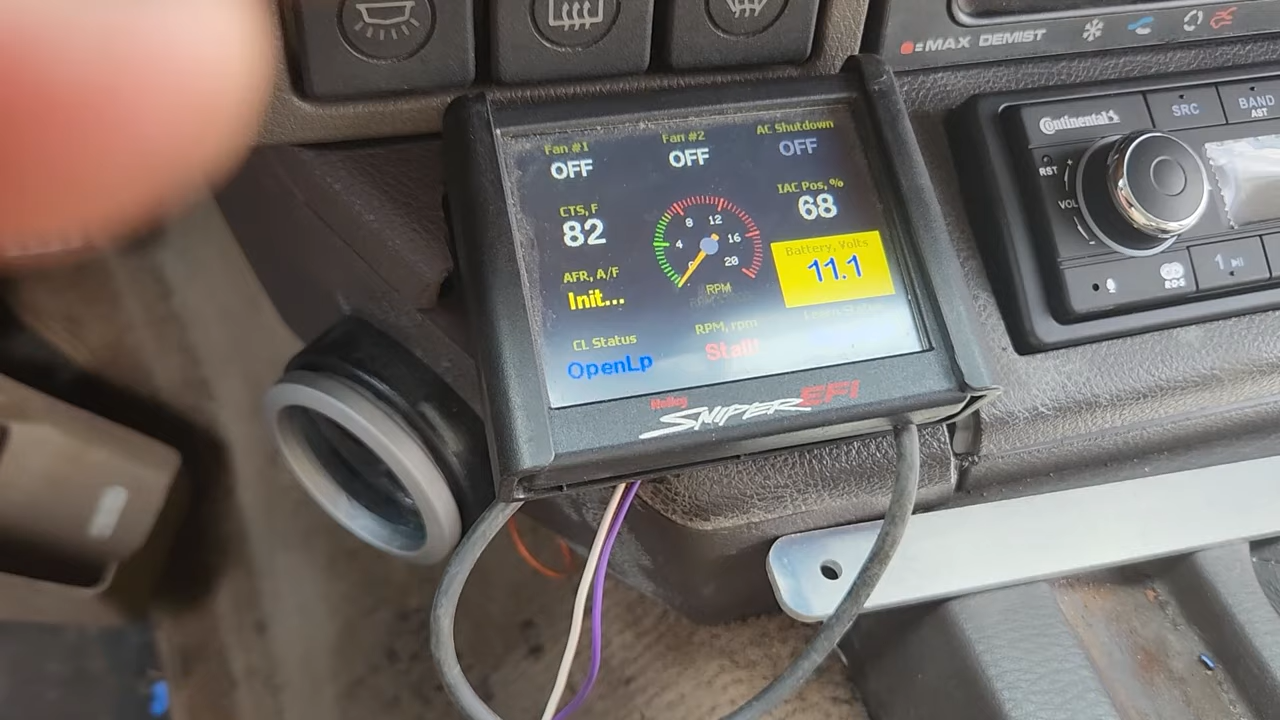 MAX DEMIST
Continental
SRC
BAND
AST
RST
VOL
1
Fan #1
OFF
Fan #2
OFF
AC Shutdown
OFF
CTS, F
82
IAC Pos, %
68
4
8
12
16
20
RPM
AFR, A/F
Init...
Battery, Volts
11.1
CL Status
OpenLp
RPM, rpm
Stall!
Holley
SNIPER EFI